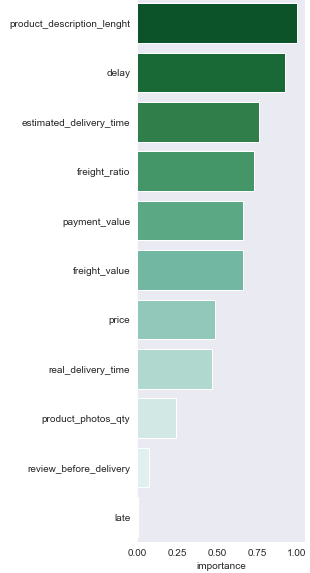 product_description_lenght
delay
estimated_delivery_time
freight_ratio
payment_value
freight_value
price
real_delivery_time
product_photos_qty
review_before_delivery
late
0.00 0.25 0.50 0.75 1.00
importance